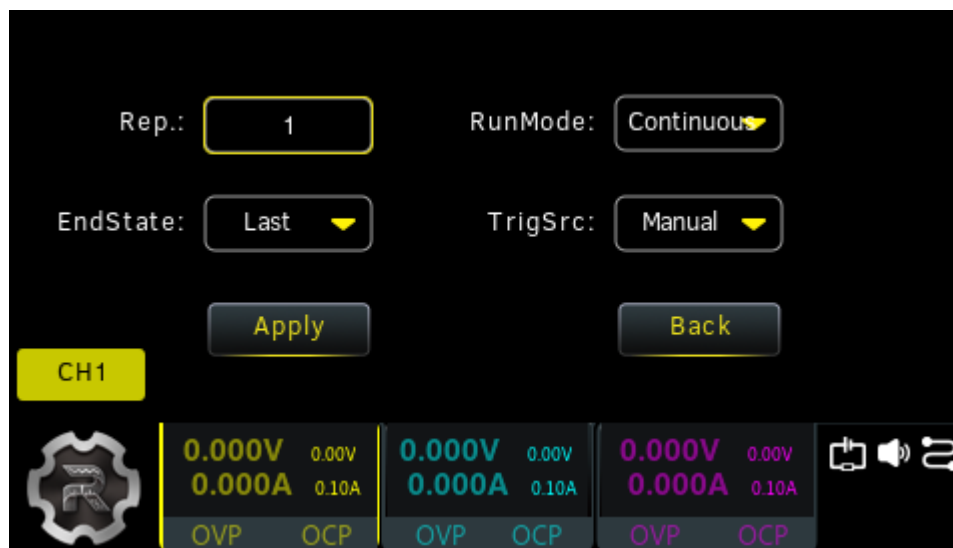 Rep.: 1 RunMode: Continuous
EndState: Last TrigSrc: Manual
Apply Back
CH1
0.000V 0.00V 0.000V 0.00V 0.000V 0.00V
0.000A 0.10A 0.000A 0.10A 0.000A 0.10A
OVP OCP OVP OCP OVP OCP